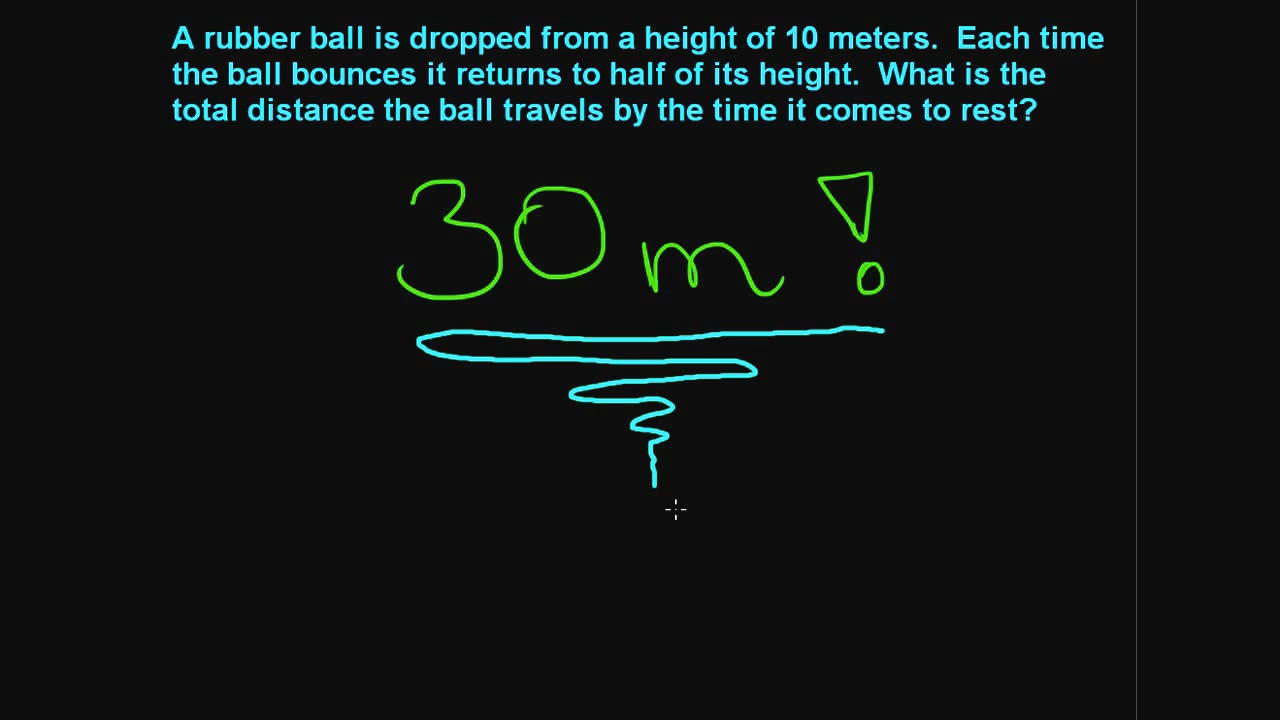 A rubber ball is dropped from a height of 10 meters.  Each time
the ball bounces it returns to half of its height.  What is the
total distance the ball travels by the time it comes to rest?
30m!